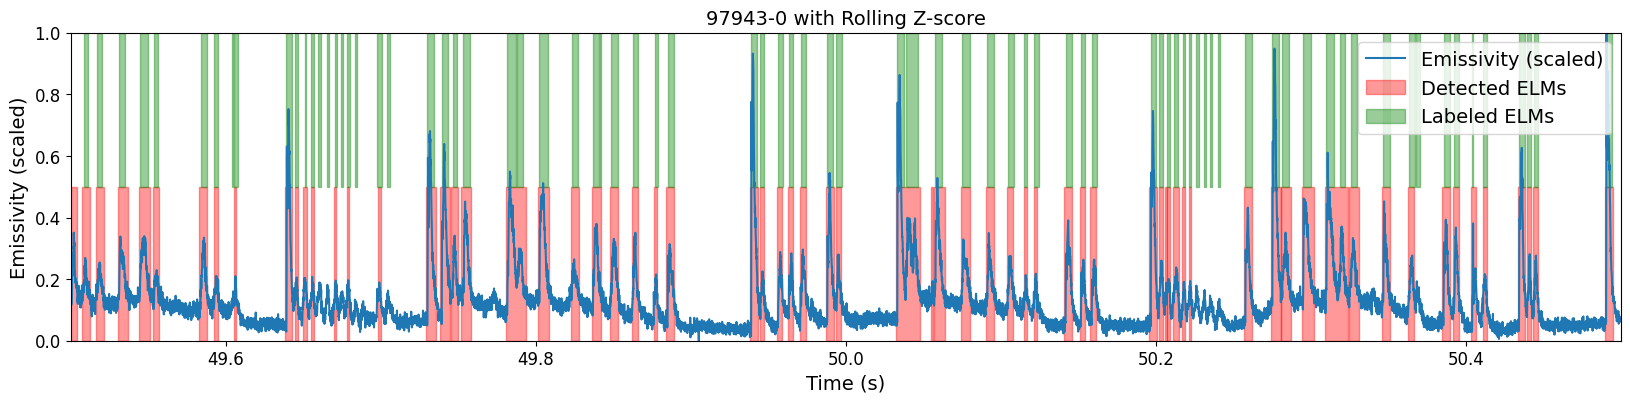 97943-0 with Rolling Z-score
Emissivity (scaled)
1.0
0.8
0.6
0.4
0.2
0.0
Emissivity (scaled)
Detected ELMs
Labeled ELMs
49.6 49.8 50.0 50.2 50.4
Time (s)